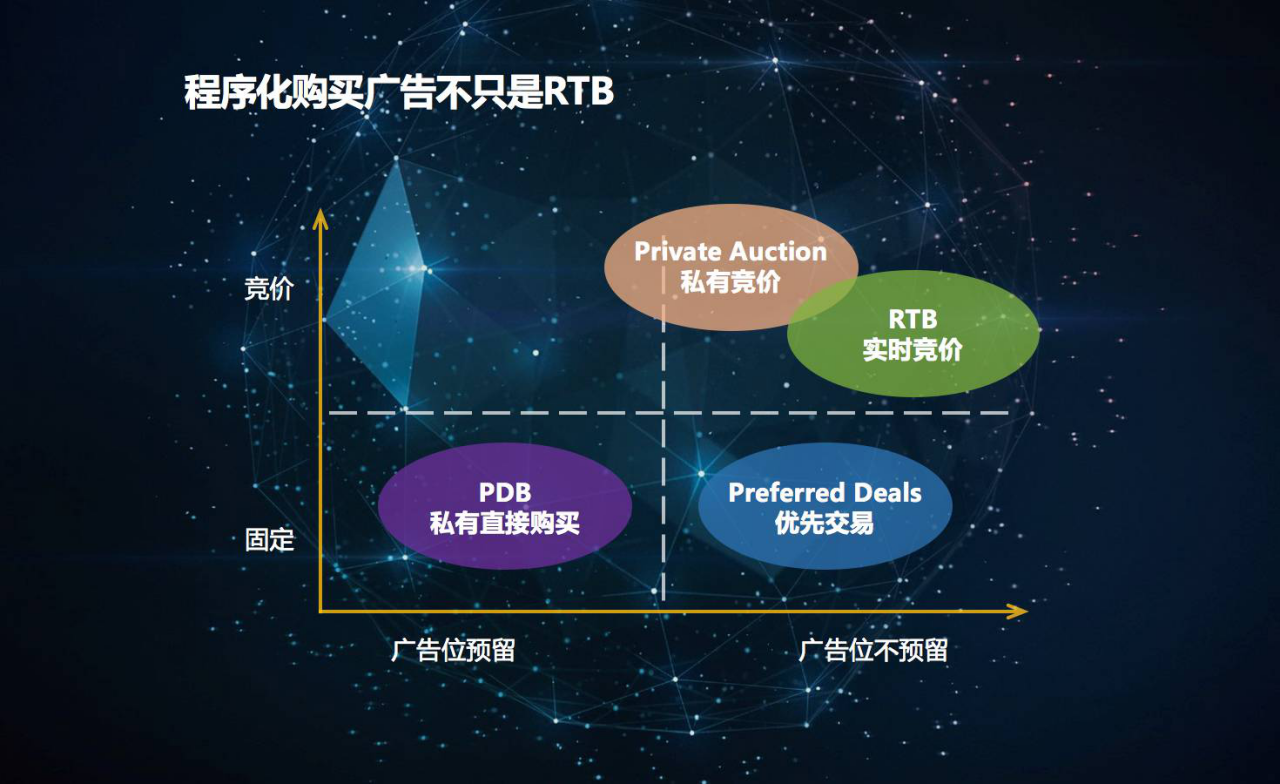 程序化购买广告不只是RTB
竞价
Private Auction
私有竞价
RTB
实时竞价
PDB
私有直接购买
Preferred Deals
优先交易
固定
广告位预留
广告位不预留